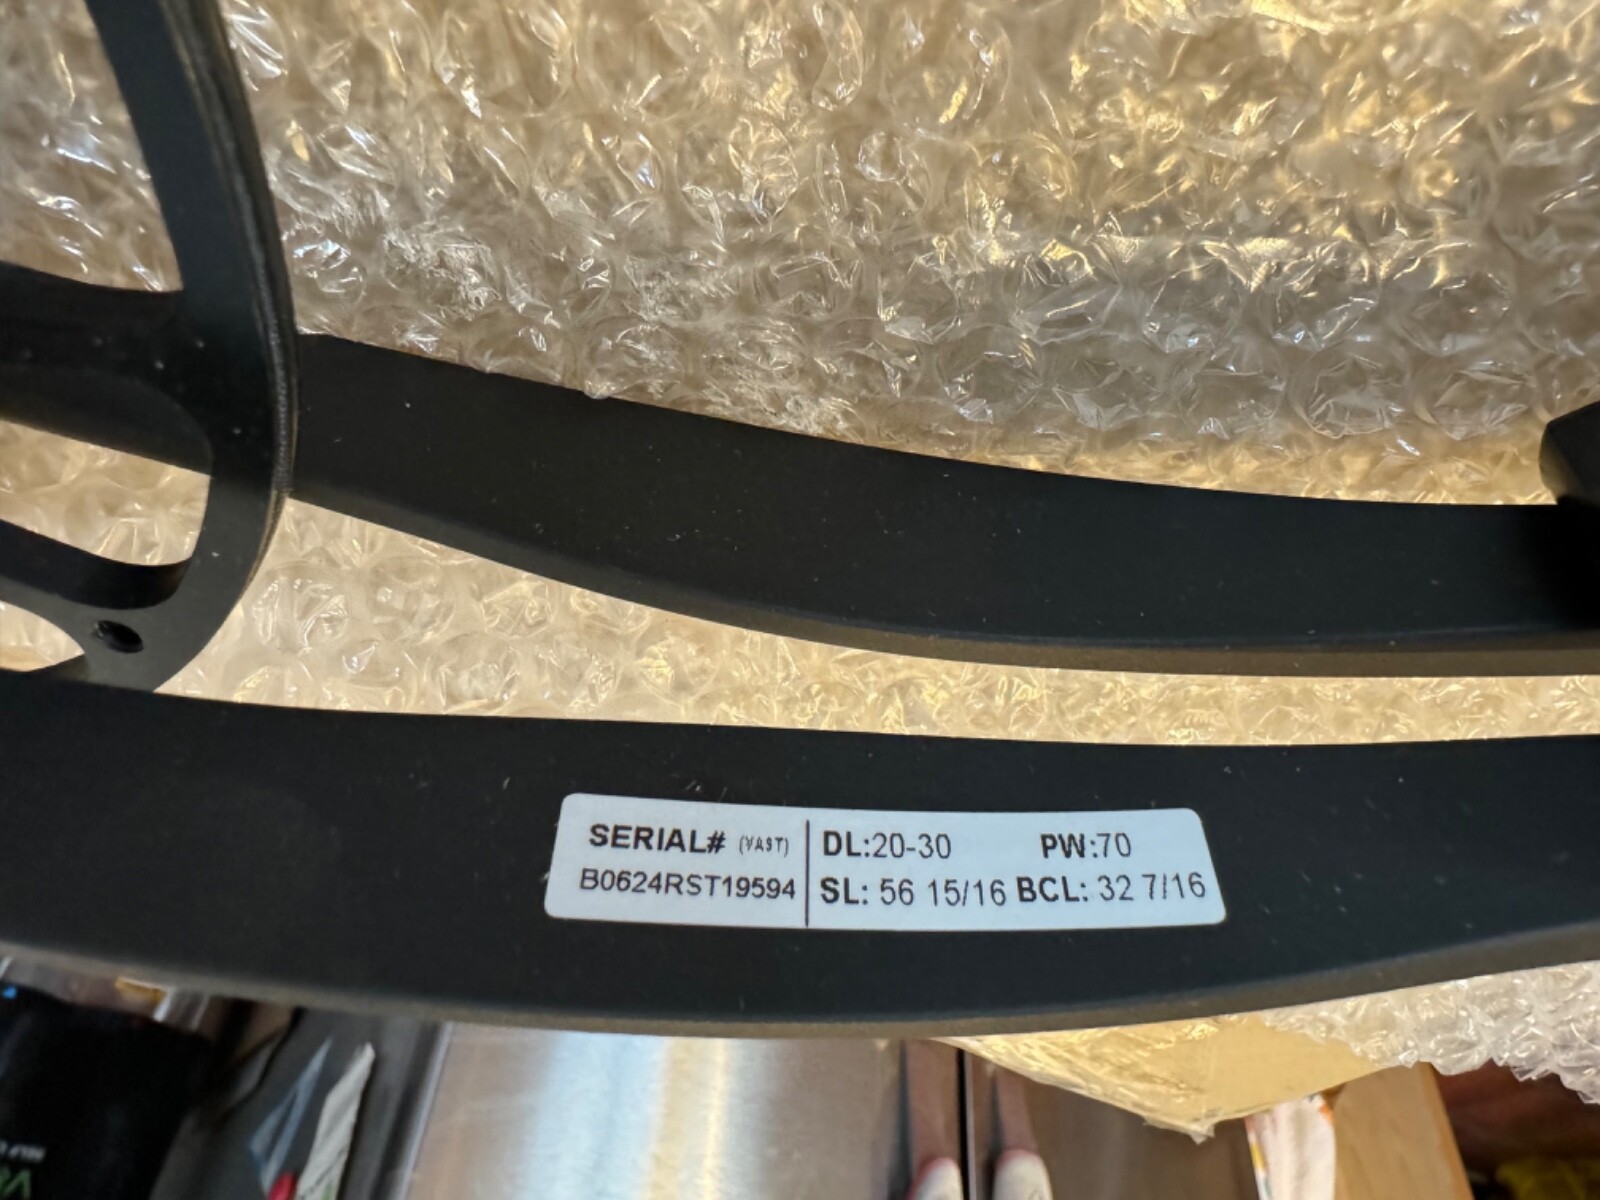 SERIAL# (VAST)
B0624RST19594
DL:20-30 PW:70
SL: 56 15/16 BCL: 32 7/16